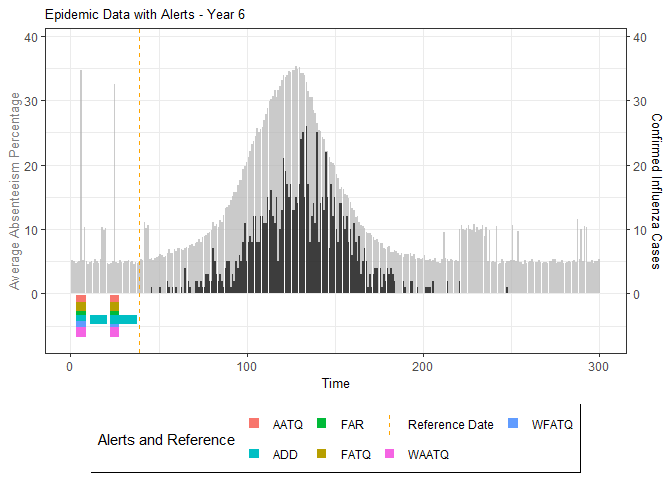 Epidemic Data with Alerts - Year 6
40
30
20
10
0
Average Absenteeism Percentage
40
30
20
10
0
Confirmed Influenza Cases
0
100
200
300
Time
Alerts and Reference
AATQ
FAR
Reference Date
WFATQ
ADD
FATQ
WAATQ